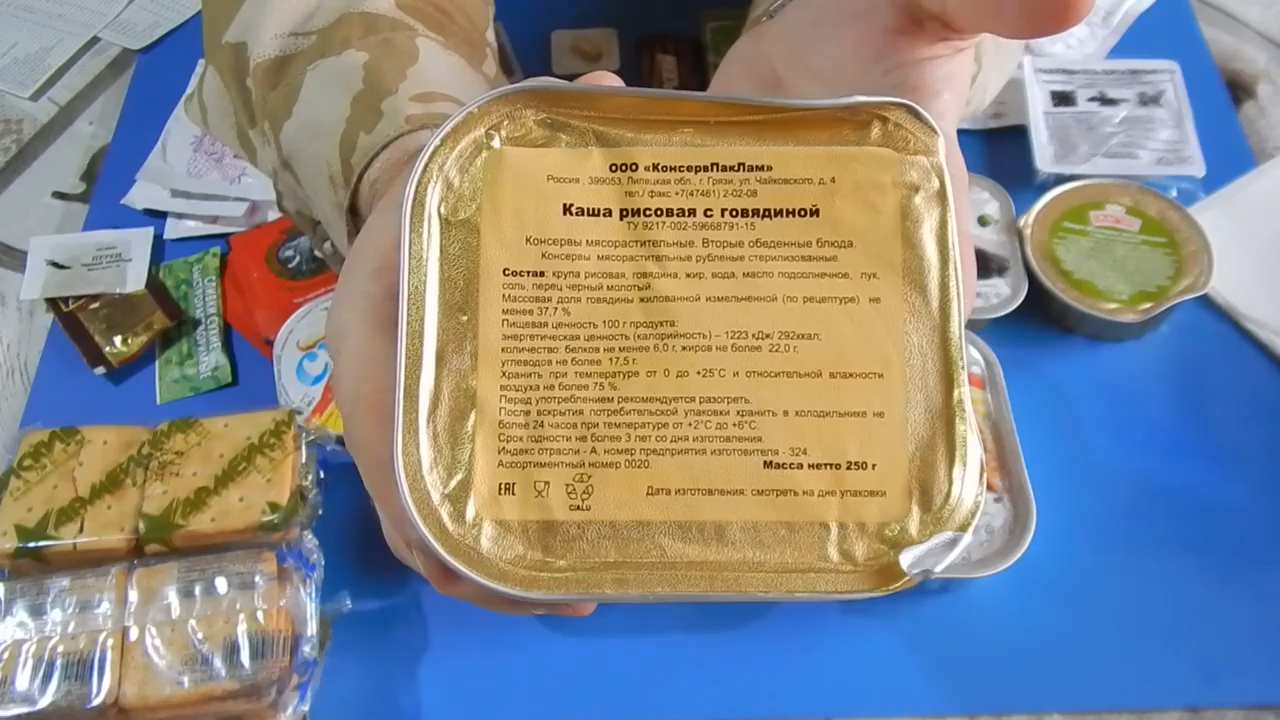 ООО «КонсервПакЛам»
Россия , 399053, Липецкая обл., г. Грязи, ул. Чайковского, д. 4
тел./ факс +7(47461) 2-02-08
Каша рисовая с говядиной
ТУ 9217-002-59668791-15
Консервы мясорастительные. Вторые обеденные блюда.
Консервы мясорастительные рубленые стерилизованные.
Состав: крупа рисовая, говядина, жир, вода, масло подсолнечное, лук,
соль, перец черный молотый.
Массовая доля говядины жилованной измельченной (по рецептуре) не
менее 37,7 %
Пищевая ценность 100 г продукта:
энергетическая ценность (калорийность) – 1223 кДж/ 292ккал;
количество: белков не менее 6,0 г, жиров не более 22,0 г,
углеводов не более 17,5 г.
Хранить при температуре от 0 до +25°С и относительной влажности
воздуха не более 75 %.
Перед употреблением рекомендуется разогреть.
После вскрытия потребительской упаковки хранить в холодильнике не
более 24 часов при температуре от +2°С до +6°С.
Срок годности не более 3 лет со дня изготовления.
Индекс отрасли - А, номер предприятия изготовителя - 324.
Ассортиментный номер 0020.
Масса нетто 250 г
EAC
C/ALU
Дата изготовления: смотреть на дне упаковки
ПЕРЕЦ
АРМЕЙСКИЕ